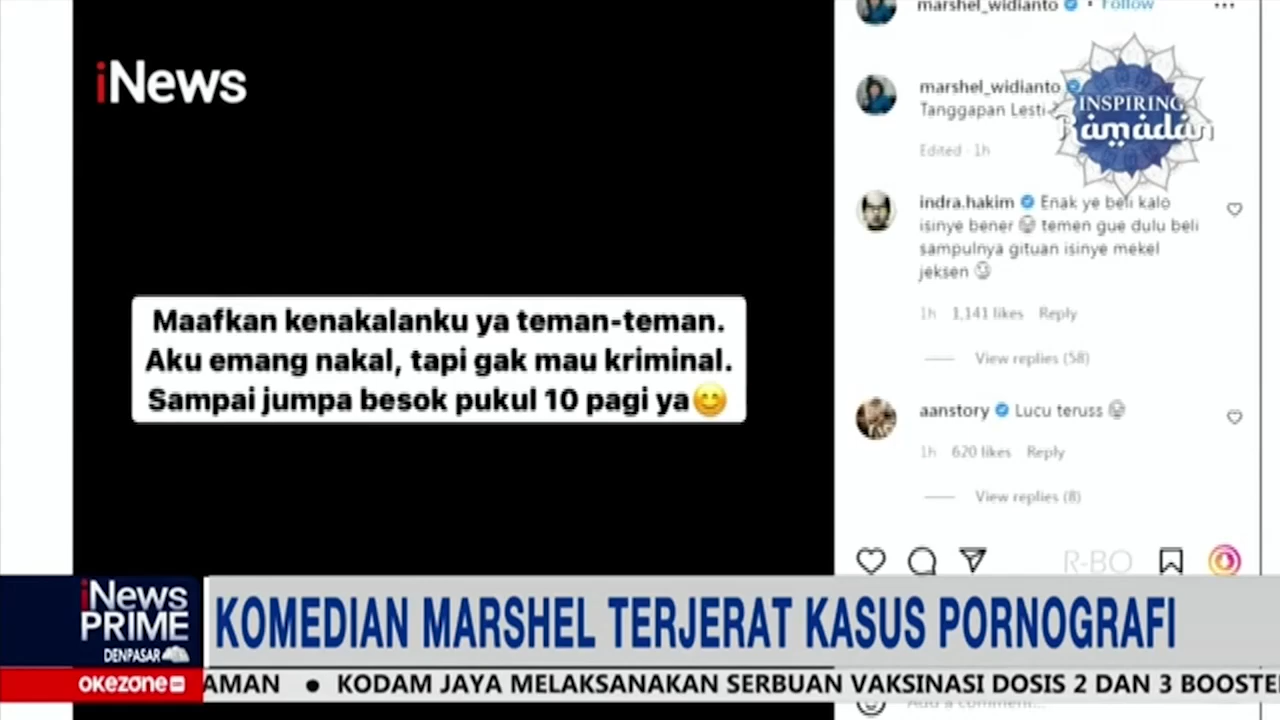 iNews
Maafkan kenakalanku ya teman-teman.
Aku emang nakal, tapi gak mau kriminal.
Sampai jumpa besok pukul 10 pagi ya😊
marshel_widianto • Follow
marshel_widianto
Tanggapan Lesti
Edited · 1h
INSPIRING
Ramadan
indra.hakim Enak ye beli kalo
isinye bener temen gue dulu beli
sampulnya gituan isinye mekel
jeksen
1h 1,141 likes Reply
View replies (58)
aanstory Lucu teruss
1h 620 likes Reply
View replies (8)
R-BO
Add a comment...
iNews
PRIME
DENPASAR
KOMEDIAN MARSHEL TERJERAT KASUS PORNOGRAFI
okezone
AMAN ● KODAM JAYA MELAKSANAKAN SERBUAN VAKSINASI DOSIS 2 DAN 3 BOOSTE